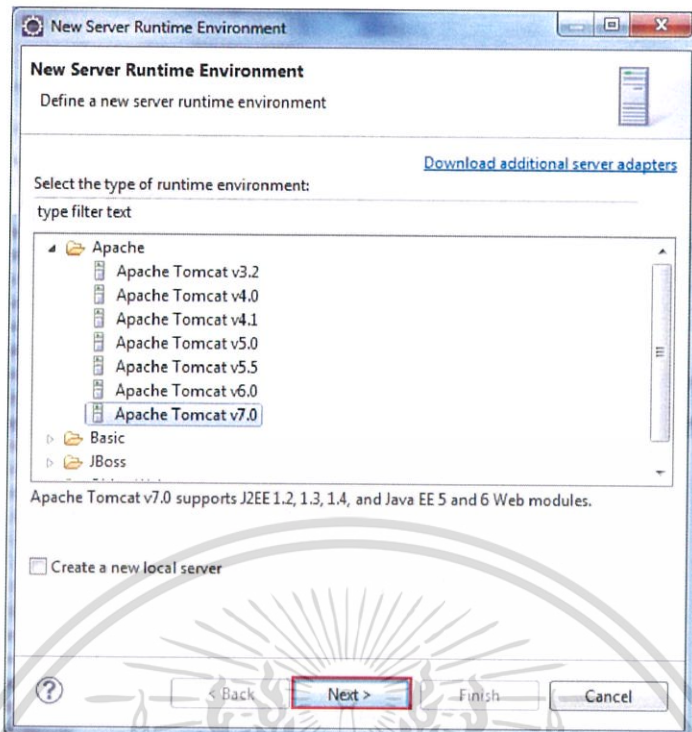 New Server Runtime Environment
New Server Runtime Environment
Define a new server runtime environment
Download additional server adapters
Select the type of runtime environment:
type filter text
Apache
Apache Tomcat v3.2
Apache Tomcat v4.0
Apache Tomcat v4.1
Apache Tomcat v5.0
Apache Tomcat v5.5
Apache Tomcat v6.0
Apache Tomcat v7.0
Basic
JBoss
Apache Tomcat v7.0 supports J2EE 1.2, 1.3, 1.4, and Java EE 5 and 6 Web modules.
Create a new local server
? < Back Next > Finish Cancel